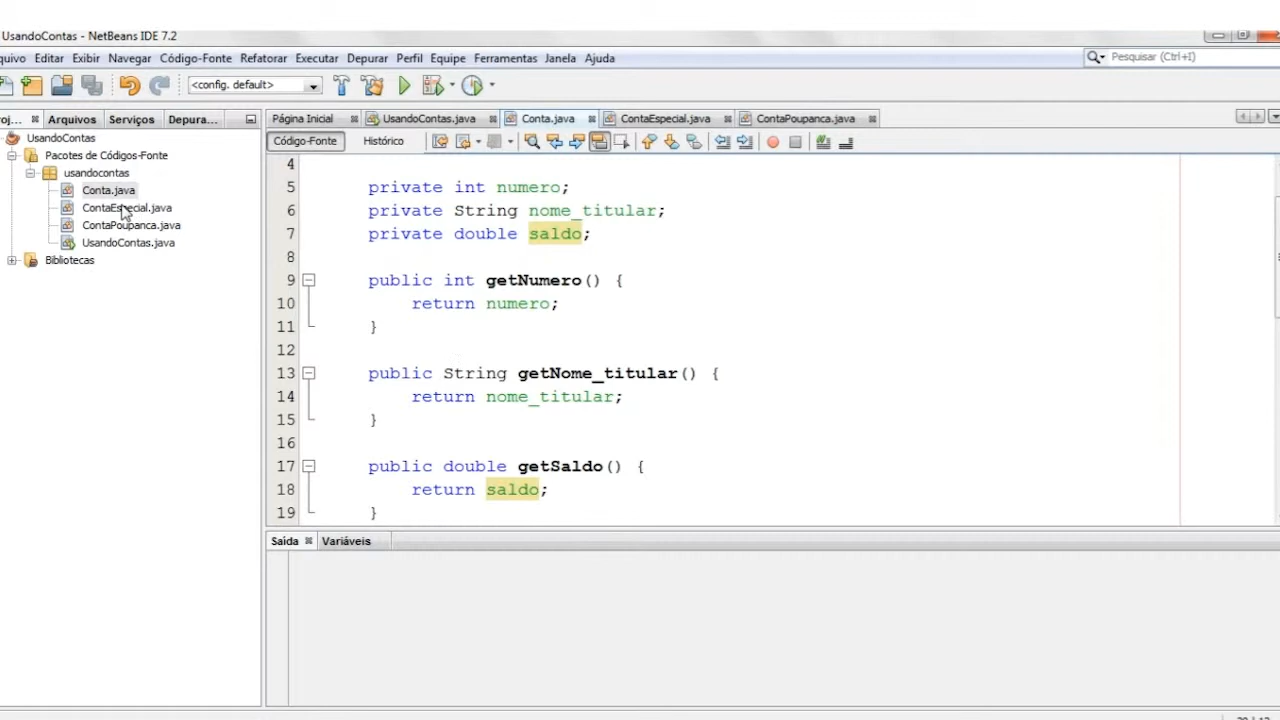 UsandoContas - NetBeans IDE 7.2
quivo Editar Exibir Navegar Código-Fonte Refatorar Executar Depurar Perfil Equipe Ferramentas Janela Ajuda
Pesquisar (Ctrl+I)
<config. default>
oj... Arquivos Serviços Depura...
Página Inicial UsandoContas.java Conta.java ContaEspecial.java ContaPoupanca.java
UsandoContas
Pacotes de Códigos-Fonte
usandocontas
Conta.java
ContaEspecial.java
ContaPoupanca.java
UsandoContas.java
Bibliotecas
Código-Fonte Histórico
4
5 private int numero;
6 private String nome_titular;
7 private double saldo;
8
9 public int getNumero() {
10 return numero;
11 }
12
13 public String getNome_titular() {
14 return nome_titular;
15 }
16
17 public double getSaldo() {
18 return saldo;
19 }
Saída Variáveis